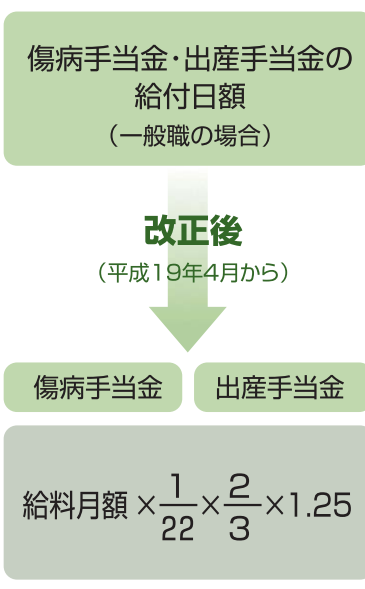 傷病手当金・出産手当金の
給付日額
（一般職の場合）
改正後
（平成19年4月から）
傷病手当金
出産手当金
給料月額 × 1/22 × 2/3 × 1.25